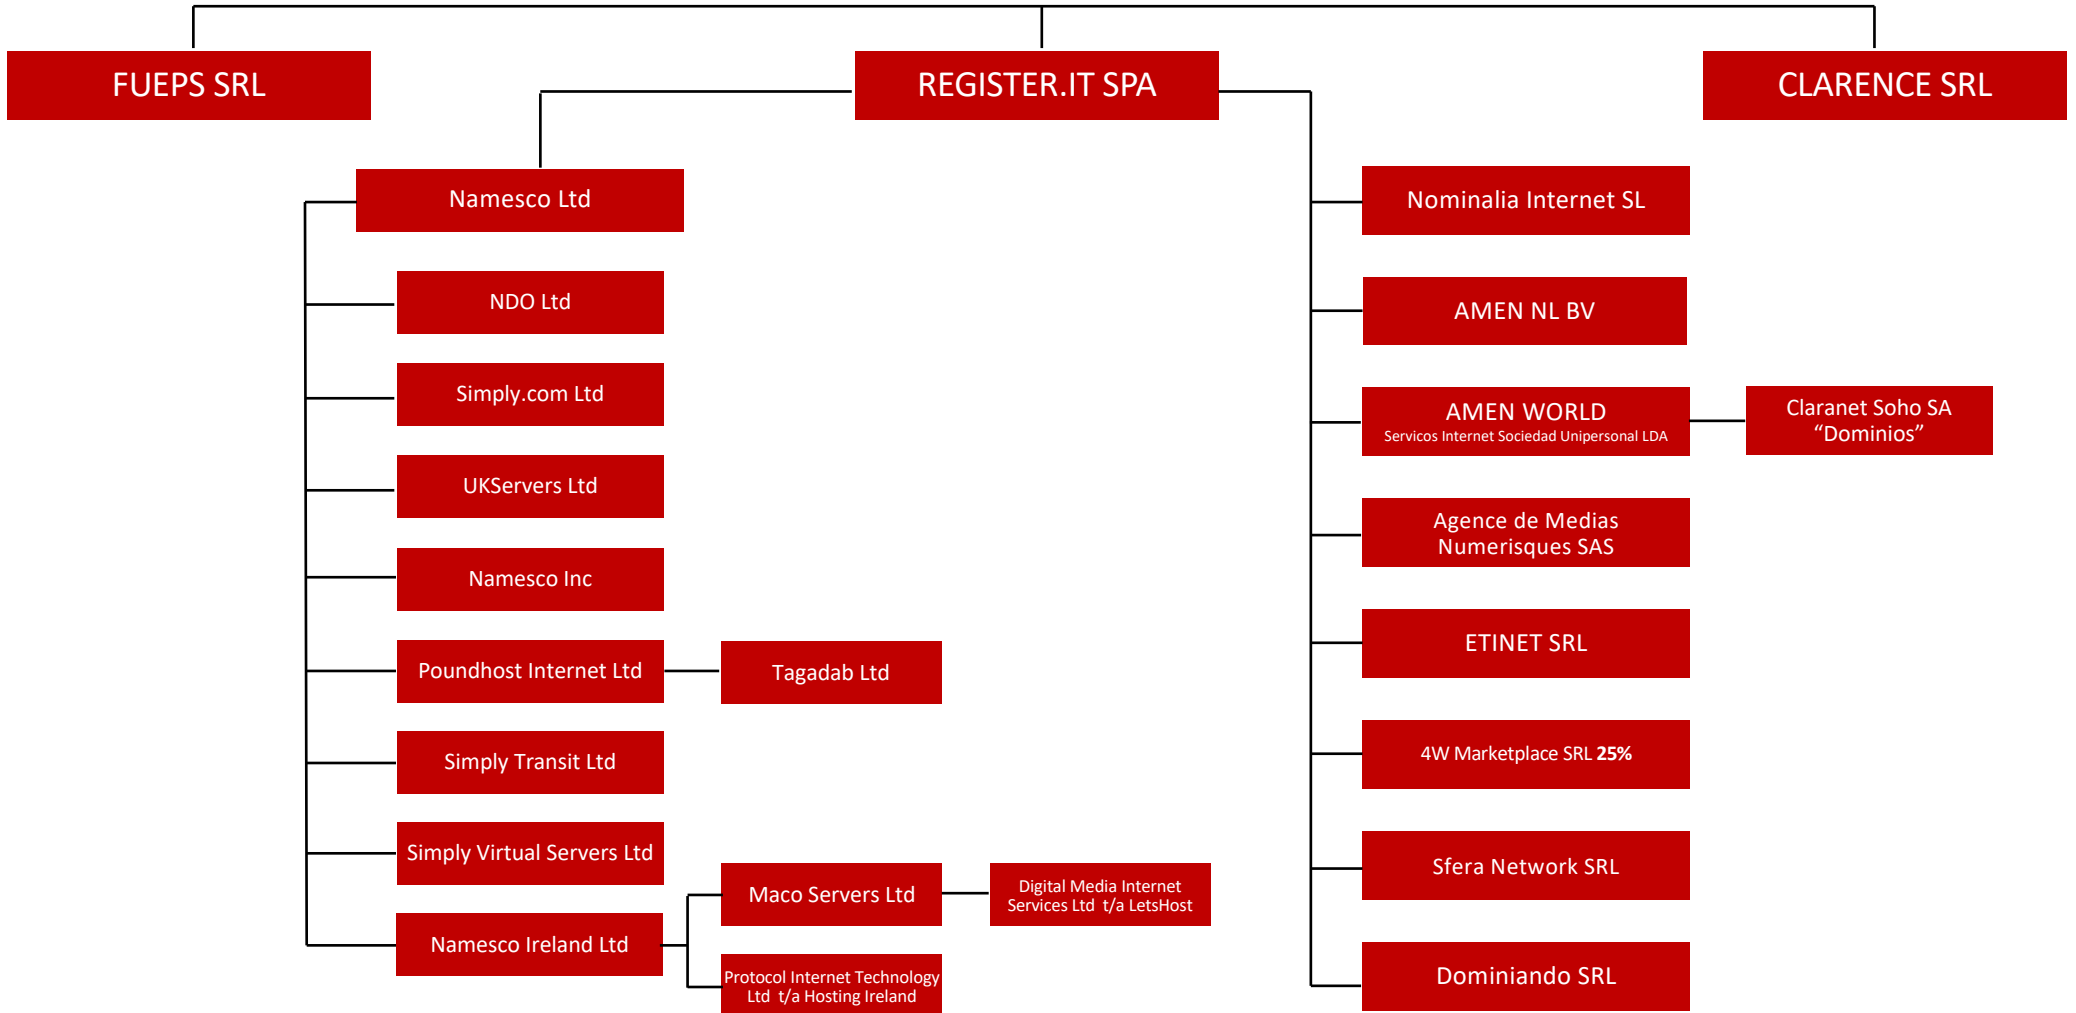 FUEPS SRL
REGISTER.IT SPA
CLARENCE SRL
Namesco Ltd
NDO Ltd
Simply.com Ltd
UKServers Ltd
Namesco Inc
Poundhost Internet Ltd
Tagadab Ltd
Simply Transit Ltd
Simply Virtual Servers Ltd
Namesco Ireland Ltd
Maco Servers Ltd
Digital Media Internet
Services Ltd t/a LetsHost
Protocol Internet Technology
Ltd t/a Hosting Ireland
Nominalia Internet SL
AMEN NL BV
AMEN WORLD
Servicos Internet Sociedad Unipersonal LDA
Claranet Soho SA
“Dominios”
Agence de Medias
Numerisques SAS
ETINET SRL
4W Marketplace SRL 25%
Sfera Network SRL
Dominiando SRL